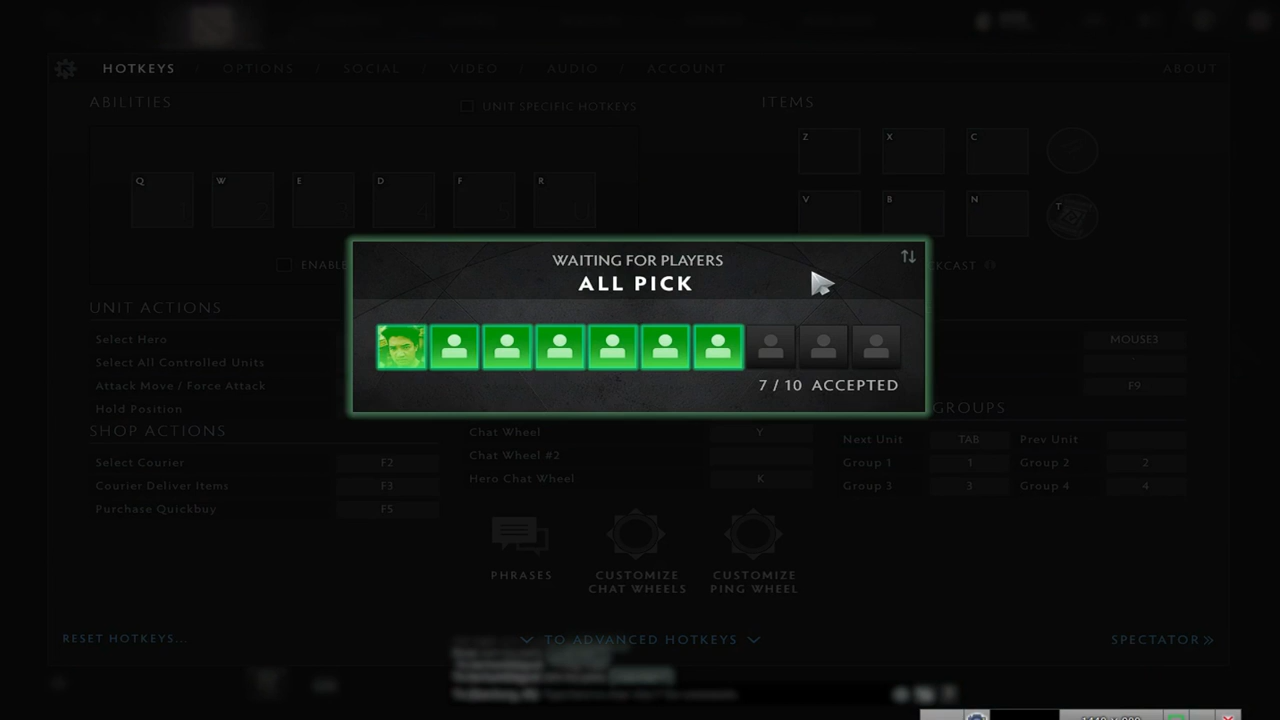 HOTKEYS / OPTIONS / SOCIAL / VIDEO / AUDIO / ACCOUNT ABOUT
ABILITIES
UNIT SPECIFIC HOTKEYS
ITEMS
Z X C
Q W E D F R
V B N T
ENABLE
WAITING FOR PLAYERS
ALL PICK
7 / 10 ACCEPTED
UNIT ACTIONS
Select Hero
Select All Controlled Units
Attack Move / Force Attack
Hold Position
MOUSE3
F9
SHOP ACTIONS
Select Courier F2
Courier Deliver Items F3
Purchase Quickbuy F5
Chat Wheel Y
Chat Wheel #2
Hero Chat Wheel K
GROUPS
Next Unit TAB Prev Unit
Group 1 1 Group 2 2
Group 3 3 Group 4 4
PHRASES
CUSTOMIZE
CHAT WHEELS
CUSTOMIZE
PING WHEEL
RESET HOTKEYS...
TO ADVANCED HOTKEYS
SPECTATOR